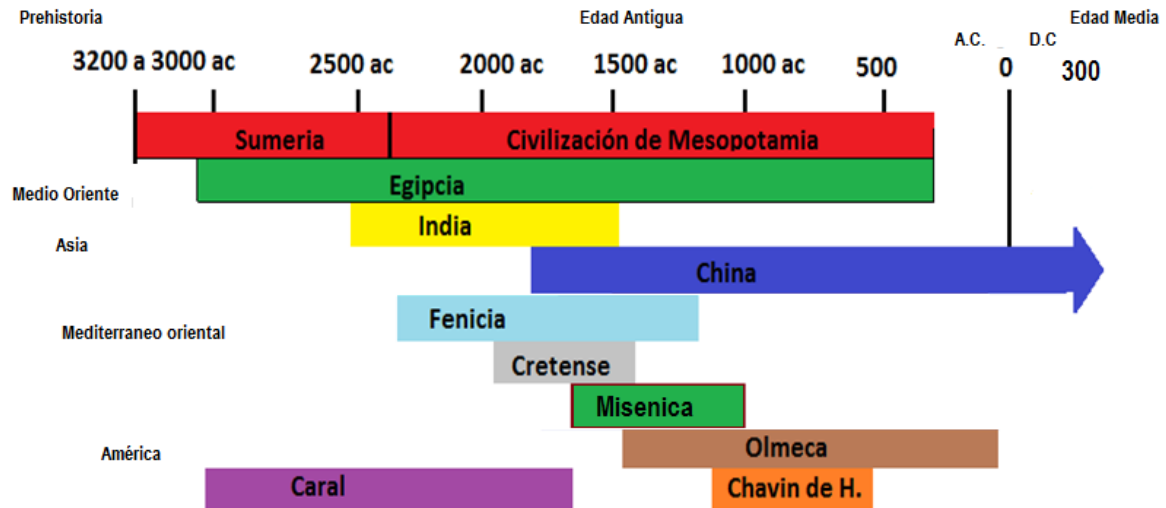 Prehistoria Edad Antigua Edad Media
A.C. D.C
3200 a 3000 ac 2500 ac 2000 ac 1500 ac 1000 ac 500 0 300
Sumeria Civilización de Mesopotamia
Medio Oriente Egipcia
India
Asia
China
Mediterraneo oriental Fenicia
Cretense
Misenica
América Olmeca
Caral Chavin de H.